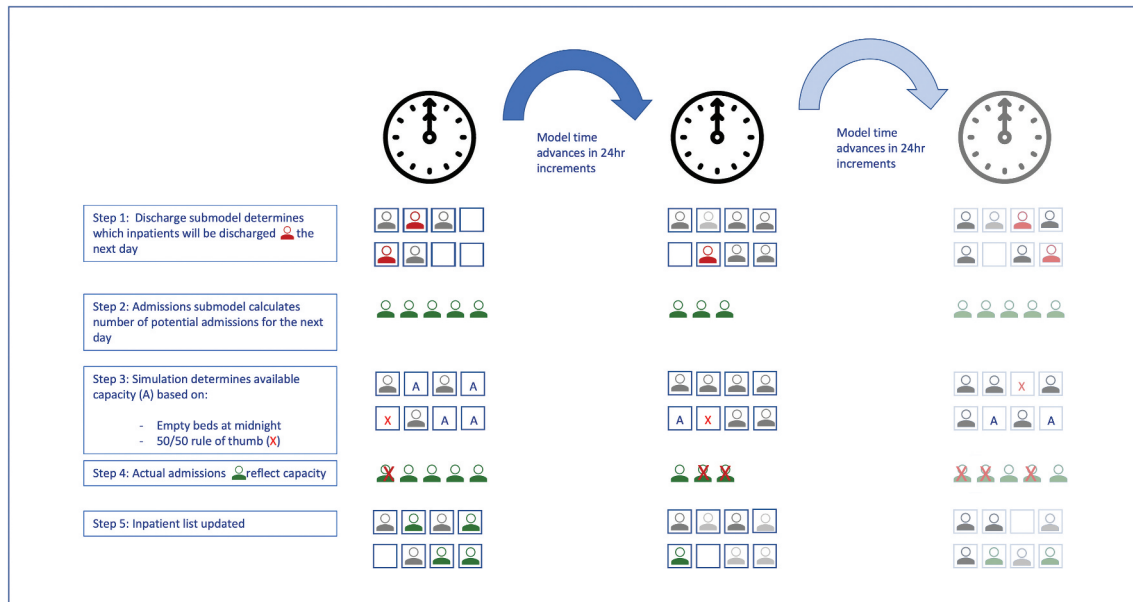 Model time
advances in 24hr
increments
Model time
advances in 24hr
increments
Step 1: Discharge submodel determines
which inpatients will be discharged the
next day
Step 2: Admissions submodel calculates
number of potential admissions for the next
day
Step 3: Simulation determines available
capacity (A) based on:
- Empty beds at midnight
- 50/50 rule of thumb (X)
A A
X A A
A X
X
A A
Step 4: Actual admissions reflect capacity
X
X X
X X X
Step 5: Inpatient list updated